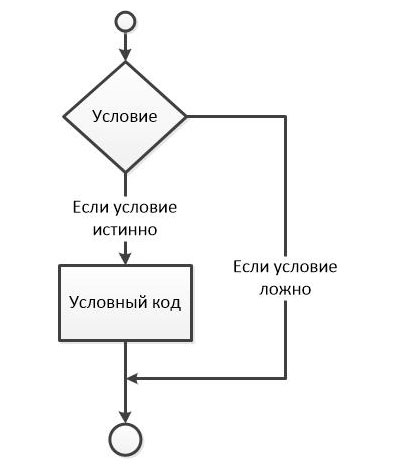 Условие
Если условие
истинно
Если условие
ложно
Условный код